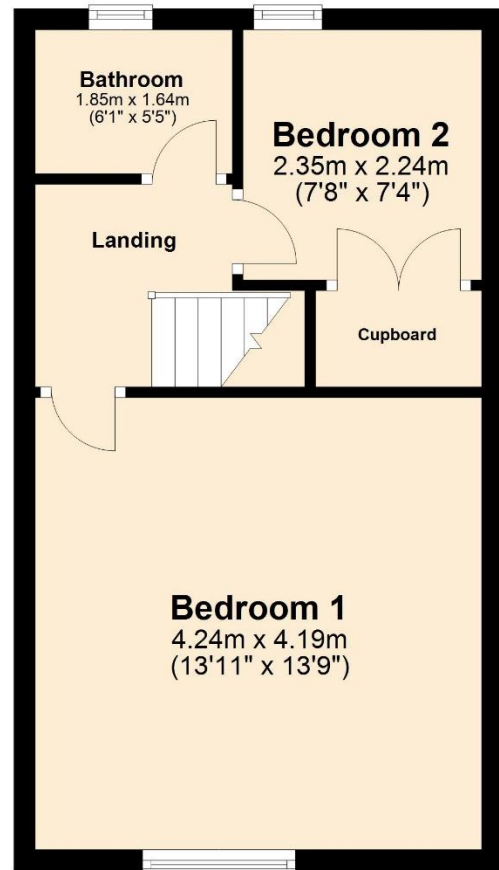 Bathroom
1.85m x 1.64m
(6'1" x 5'5")
Bedroom 2
2.35m x 2.24m
(7'8" x 7'4")
Landing
Cupboard
Bedroom 1
4.24m x 4.19m
(13'11" x 13'9")